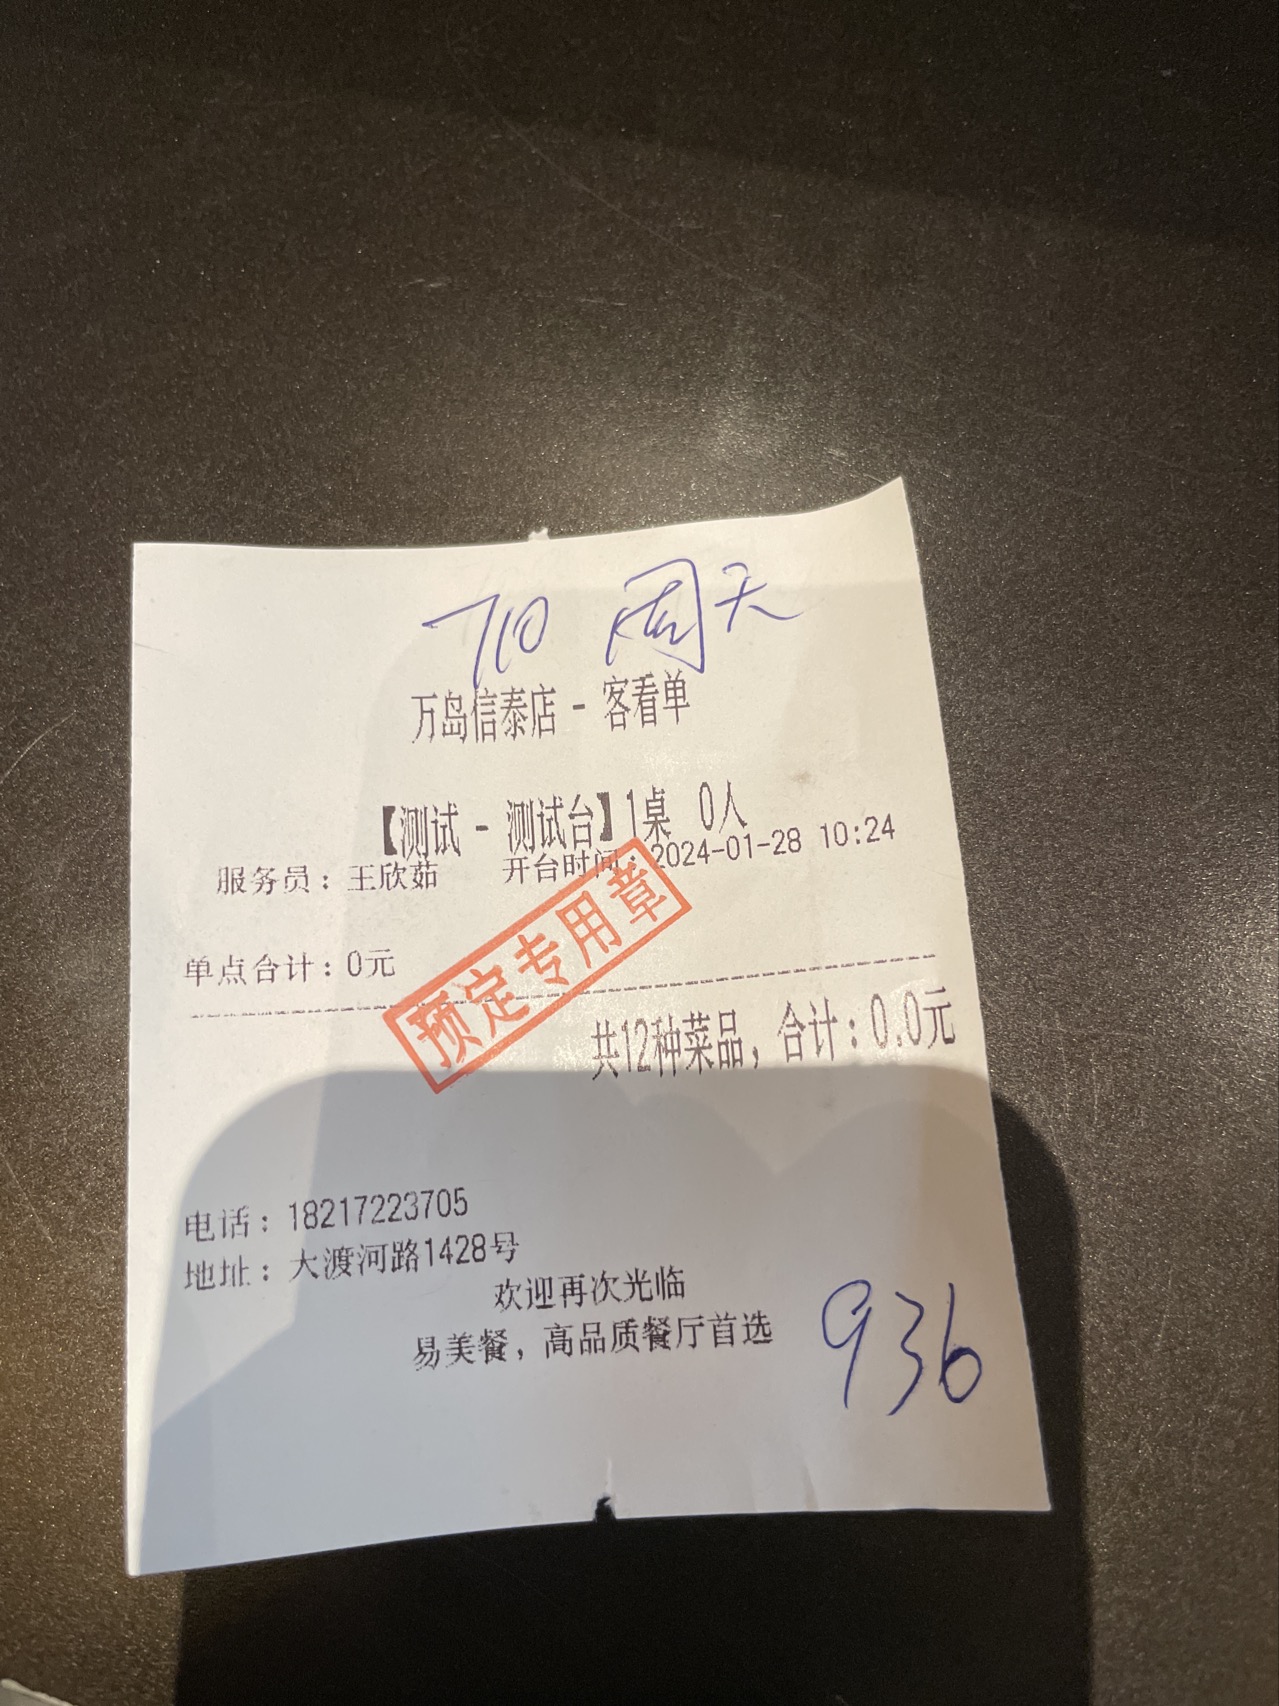 710 周天
万岛信泰店 - 客看单
【测试 - 测试台】1桌 0人
服务员：王欣茹 开台时间：2024-01-28 10:24
单点合计：0元
预定专用章
共12种菜品，合计：0.0元
电话：18217223705
地址：大渡河路1428号
欢迎再次光临
易美餐，高品质餐厅首选
936